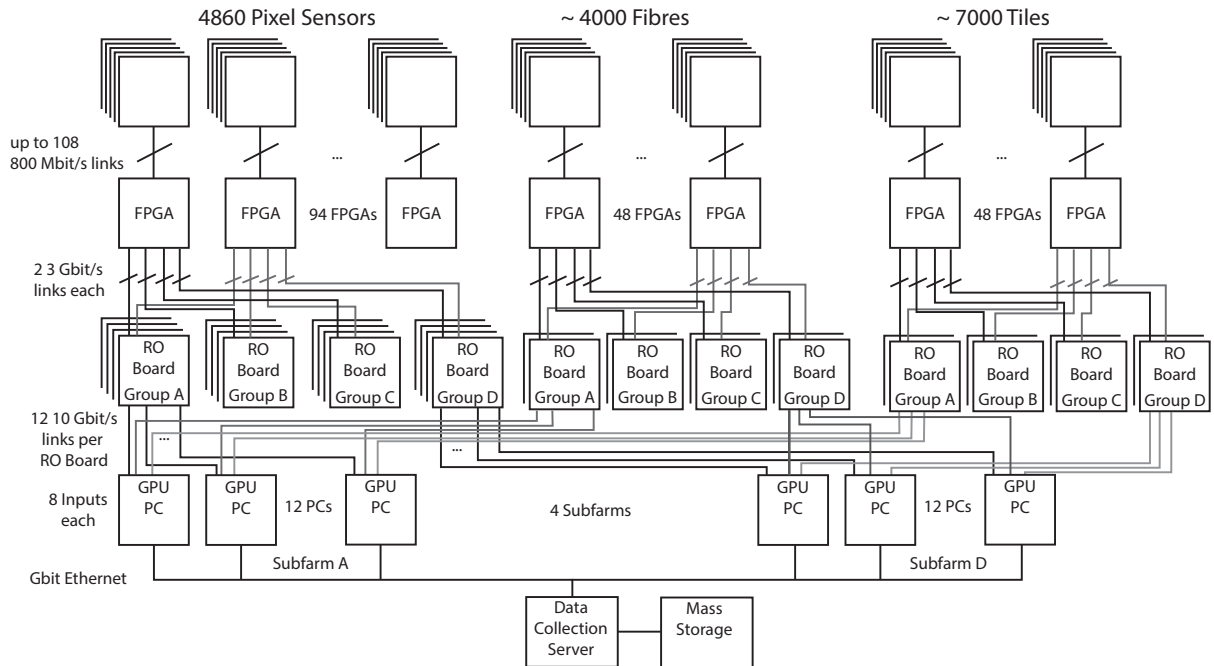 4860 Pixel Sensors
~ 4000 Fibres
~ 7000 Tiles
up to 108
800 Mbit/s links
...
...
...
FPGA
FPGA
94 FPGAs
FPGA
FPGA
48 FPGAs
FPGA
FPGA
48 FPGAs
FPGA
2 3 Gbit/s
links each
RO
Board
Group A
RO
Board
Group B
RO
Board
Group C
RO
Board
Group D
RO
Board
Group A
RO
Board
Group B
RO
Board
Group C
RO
Board
Group D
RO
Board
Group A
RO
Board
Group B
RO
Board
Group C
RO
Board
Group D
12 10 Gbit/s
links per
RO Board
...
...
8 Inputs
each
GPU
PC
GPU
PC
12 PCs
GPU
PC
4 Subfarms
GPU
PC
GPU
PC
12 PCs
GPU
PC
Subfarm A
Subfarm D
Gbit Ethernet
Data
Collection
Server
Mass
Storage